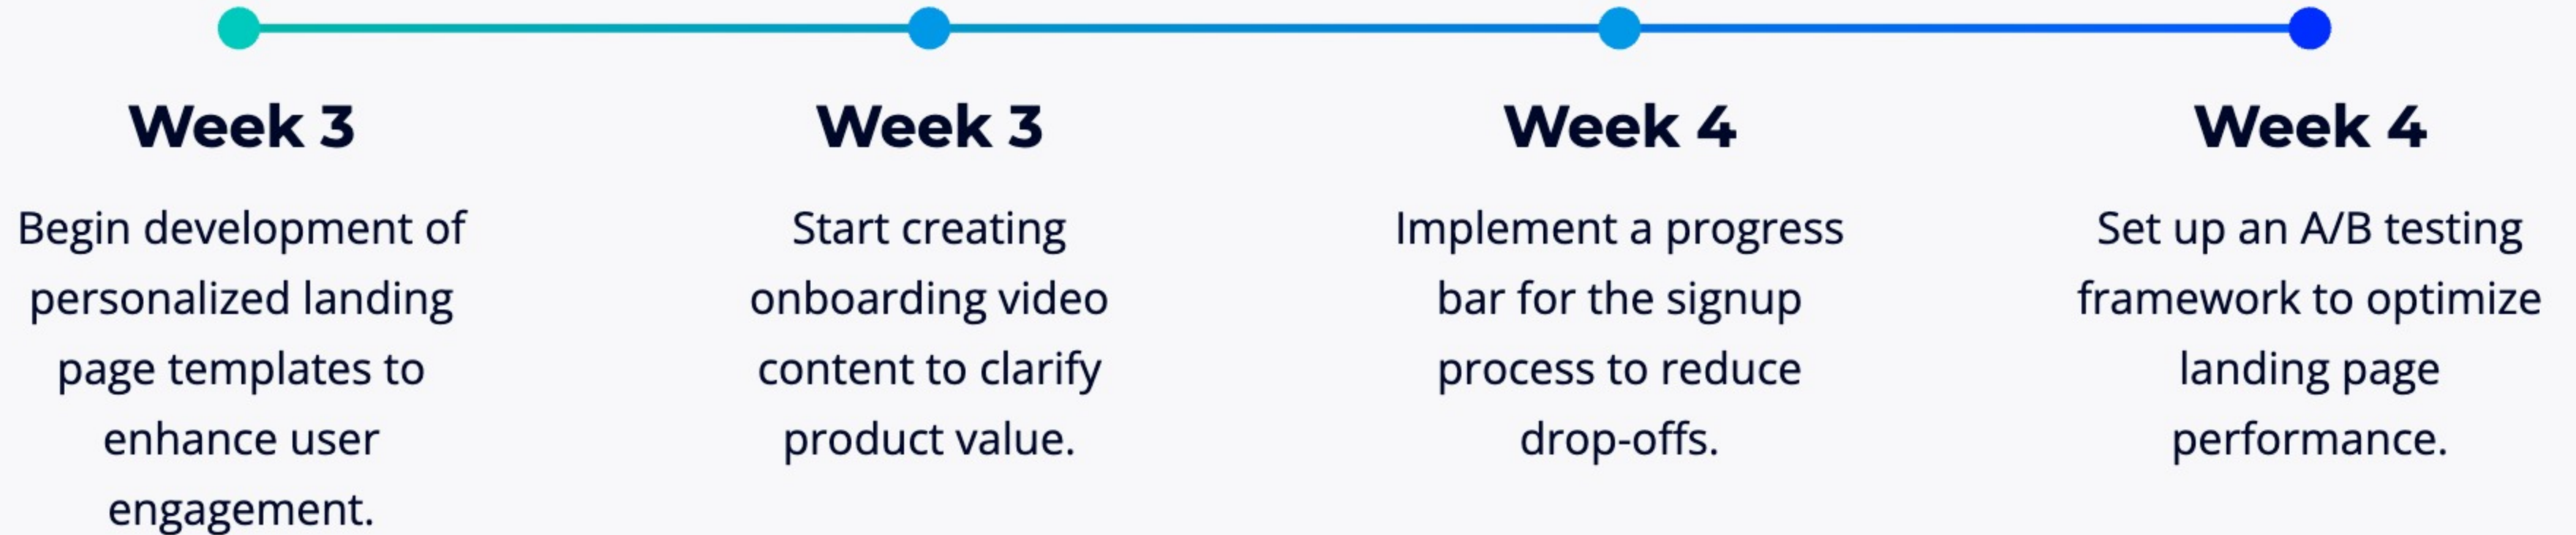 Week 3
Begin development of
personalized landing
page templates to
enhance user
engagement.
Week 3
Start creating
onboarding video
content to clarify
product value.
Week 4
Implement a progress
bar for the signup
process to reduce
drop-offs.
Week 4
Set up an A/B testing
framework to optimize
landing page
performance.